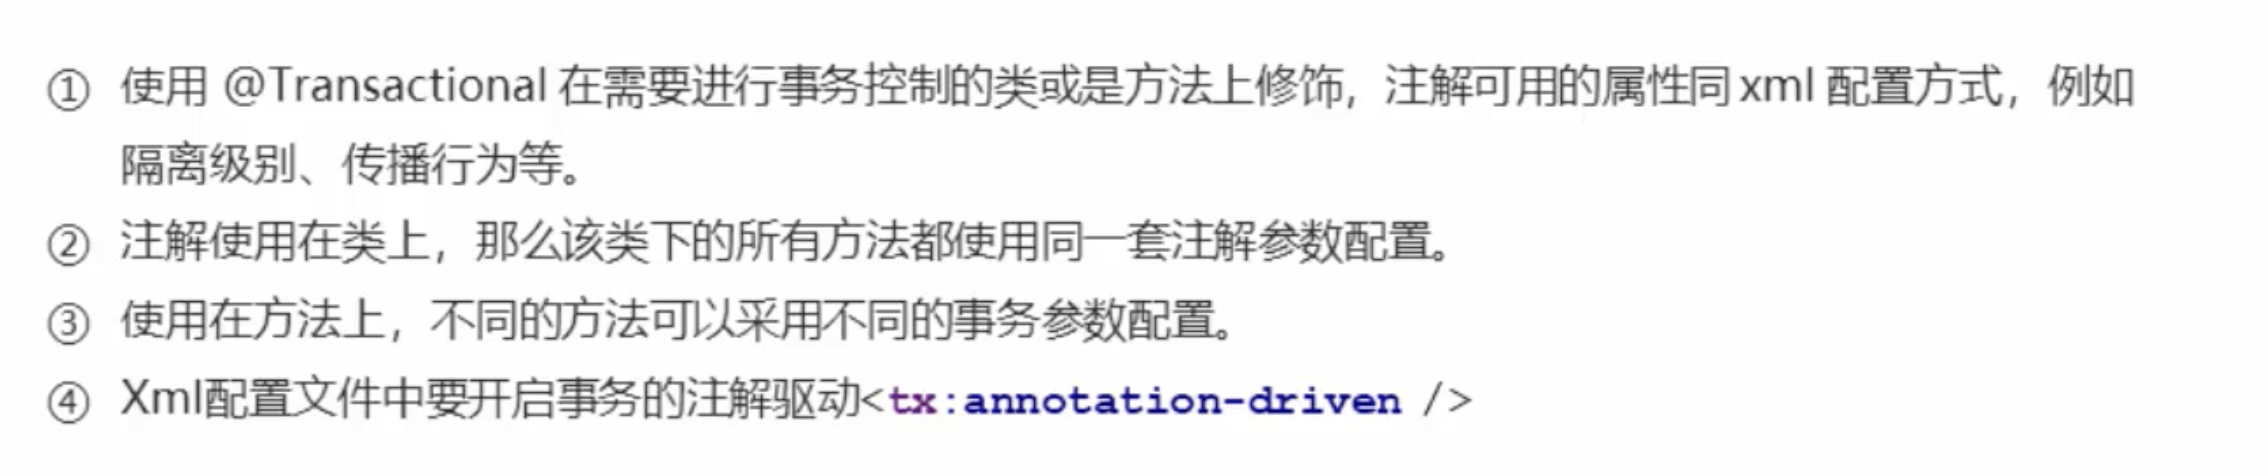 ① 使用 @Transactional 在需要进行事务控制的类或是方法上修饰，注解可用的属性同 xml 配置方式，例如
隔离级别、传播行为等。
② 注解使用在类上，那么该类下的所有方法都使用同一套注解参数配置。
③ 使用在方法上，不同的方法可以采用不同的事务参数配置。
④ Xml配置文件中要开启事务的注解驱动<tx:annotation-driven />